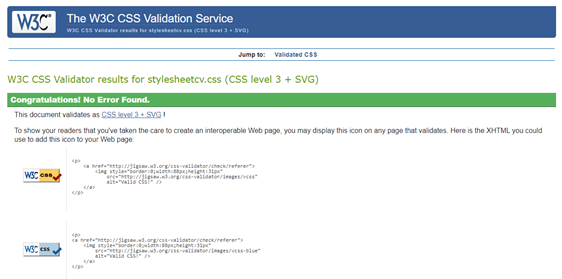 W3C® The W3C CSS Validation Service
W3C CSS Validator results for stylesheetcv.css (CSS level 3 + SVG)
Jump to: Validated CSS
W3C CSS Validator results for stylesheetcv.css (CSS level 3 + SVG)
Congratulations! No Error Found.
This document validates as CSS level 3 + SVG !
To show your readers that you've taken the care to create an interoperable Web page, you may display this icon on any page that validates. Here is the XHTML you
could use to add this icon to your Web page:
W3C css
<p>
<a href="http://jigsaw.w3.org/css-validator/check/referer">
<img style="border:0;width:88px;height:31px"
src="http://jigsaw.w3.org/css-validator/images/vcss"
alt="Valid CSS!" />
</a>
</p>
W3C css
<p>
<a href="http://jigsaw.w3.org/css-validator/check/referer">
<img style="border:0;width:88px;height:31px"
src="http://jigsaw.w3.org/css-validator/images/vcss-blue"
alt="Valid CSS!" />
</a>
</p>